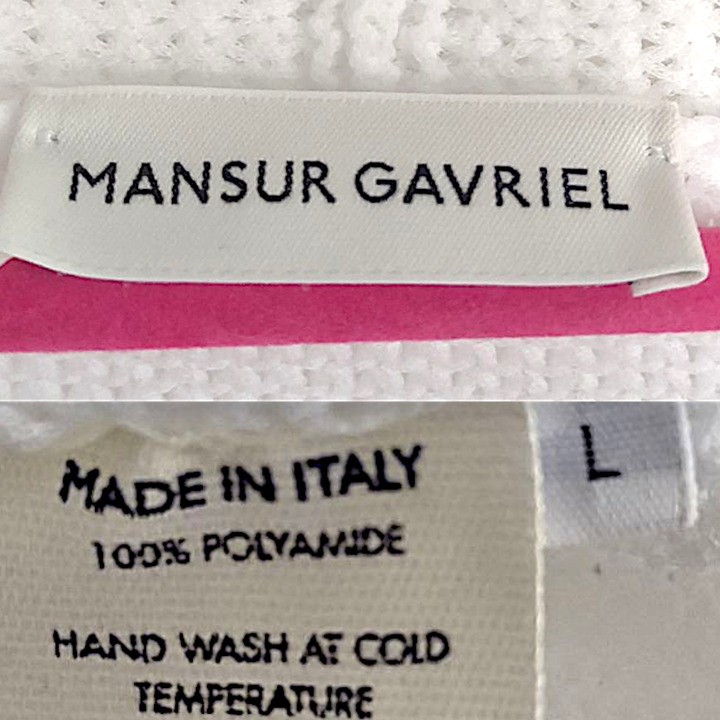 MANSUR GAVRIEL
MADE IN ITALY
100% POLYAMIDE
HAND WASH AT COLD
TEMPERATURE
L